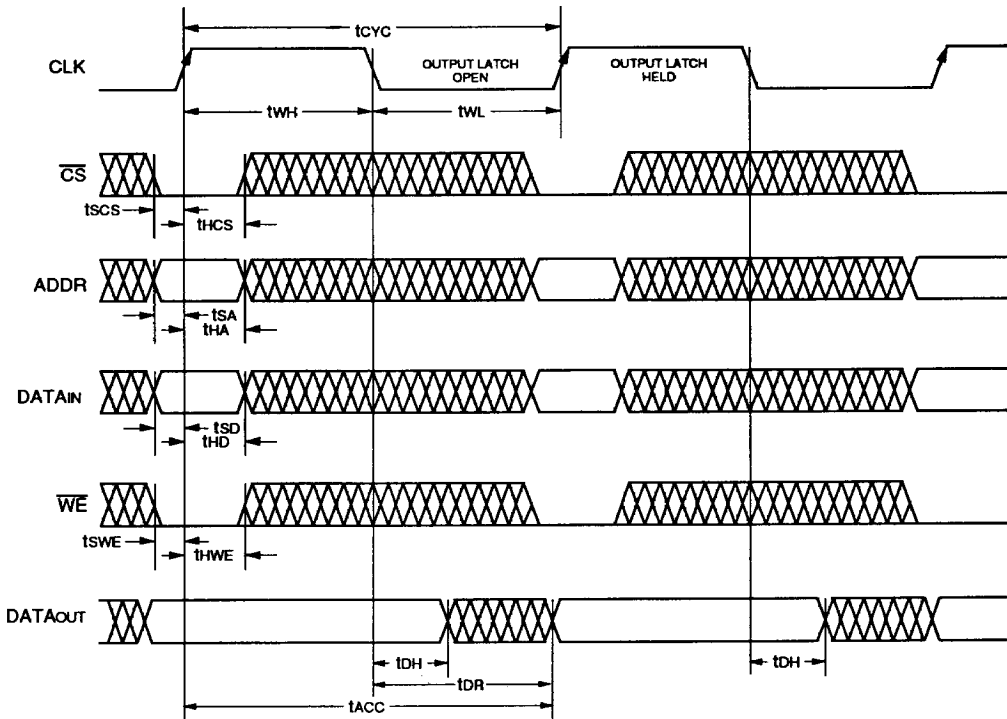 tCYC
CLK
OUTPUT LATCH
OPEN
OUTPUT LATCH
HELD
tWH
tWL
CS
tSCS
tHCS
ADDR
tSA
tHA
DATAIN
tSD
tHD
WE
tSWE
tHWE
DATAOUT
tDH
tDH
tDR
tACC